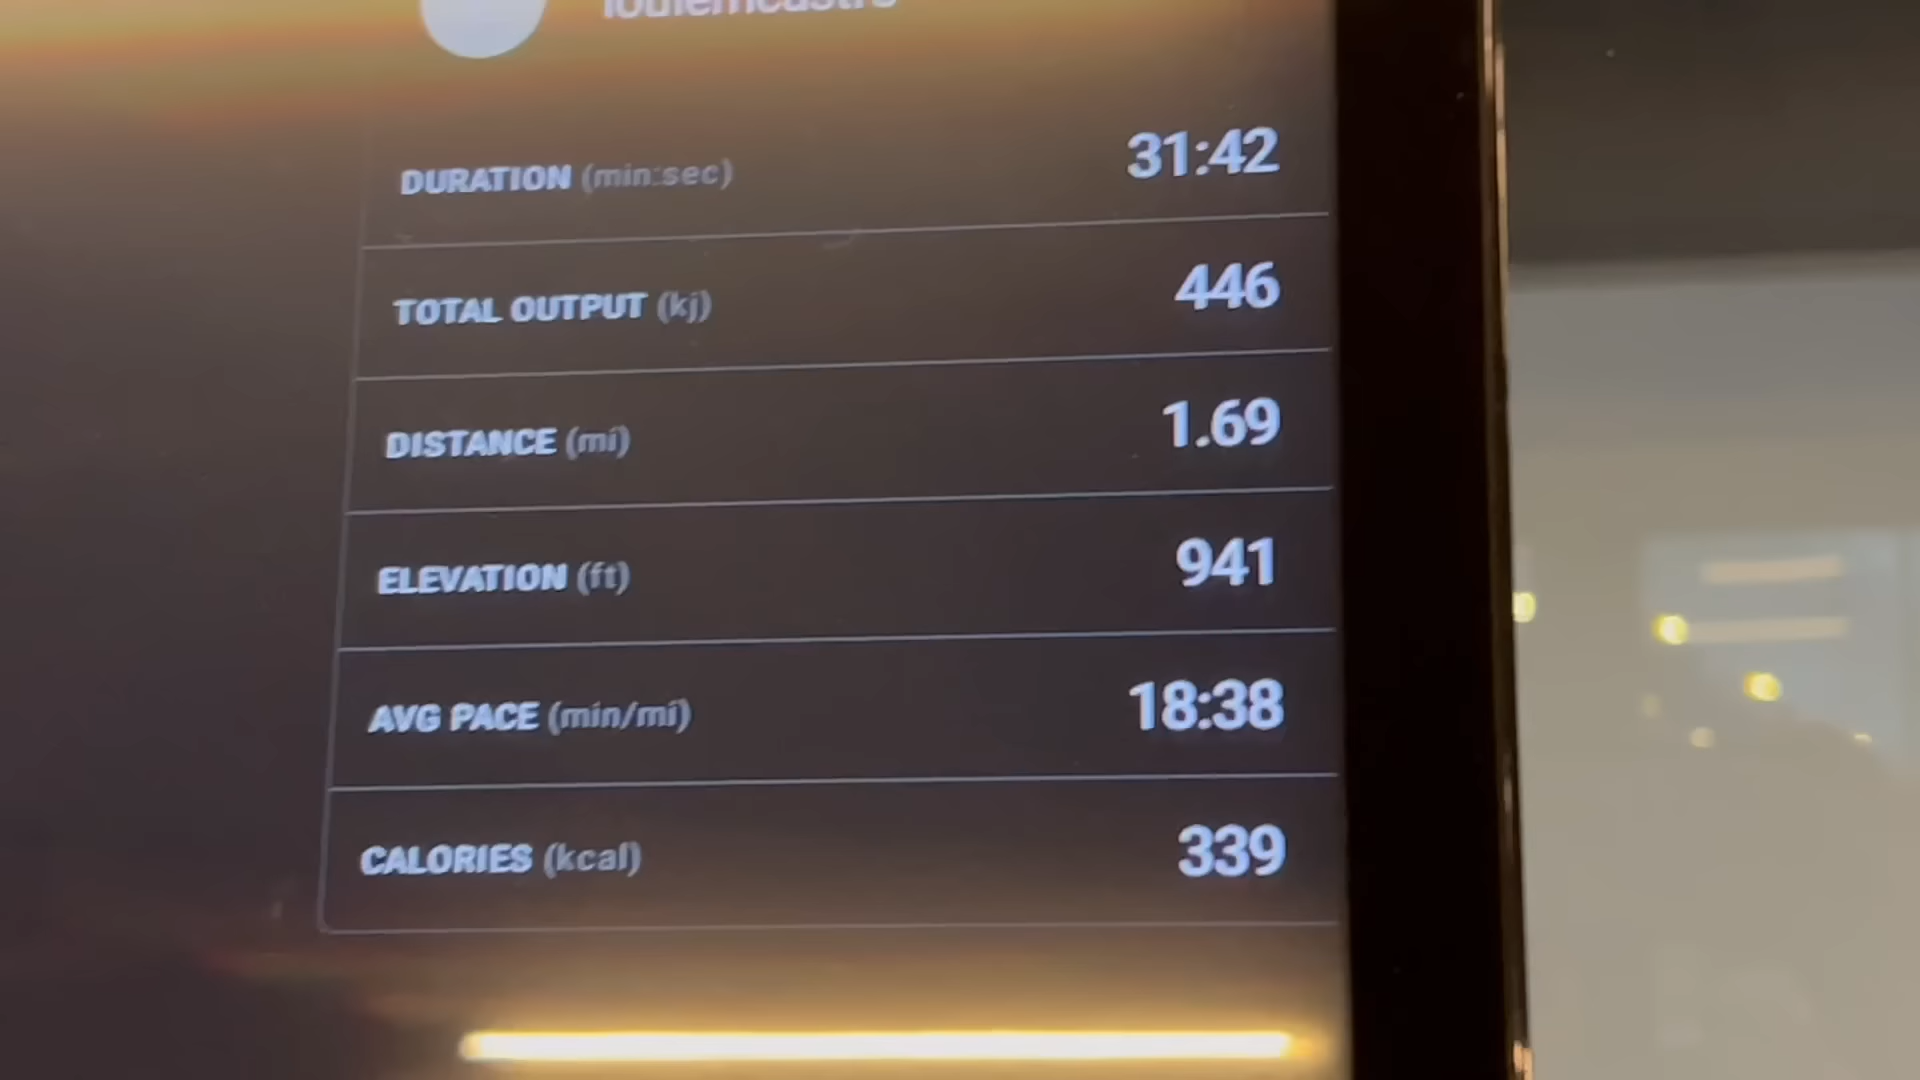 DURATION (min:sec) 31:42
TOTAL OUTPUT (kj) 446
DISTANCE (mi) 1.69
ELEVATION (ft) 941
AVG PACE (min/mi) 18:38
CALORIES (kcal) 339